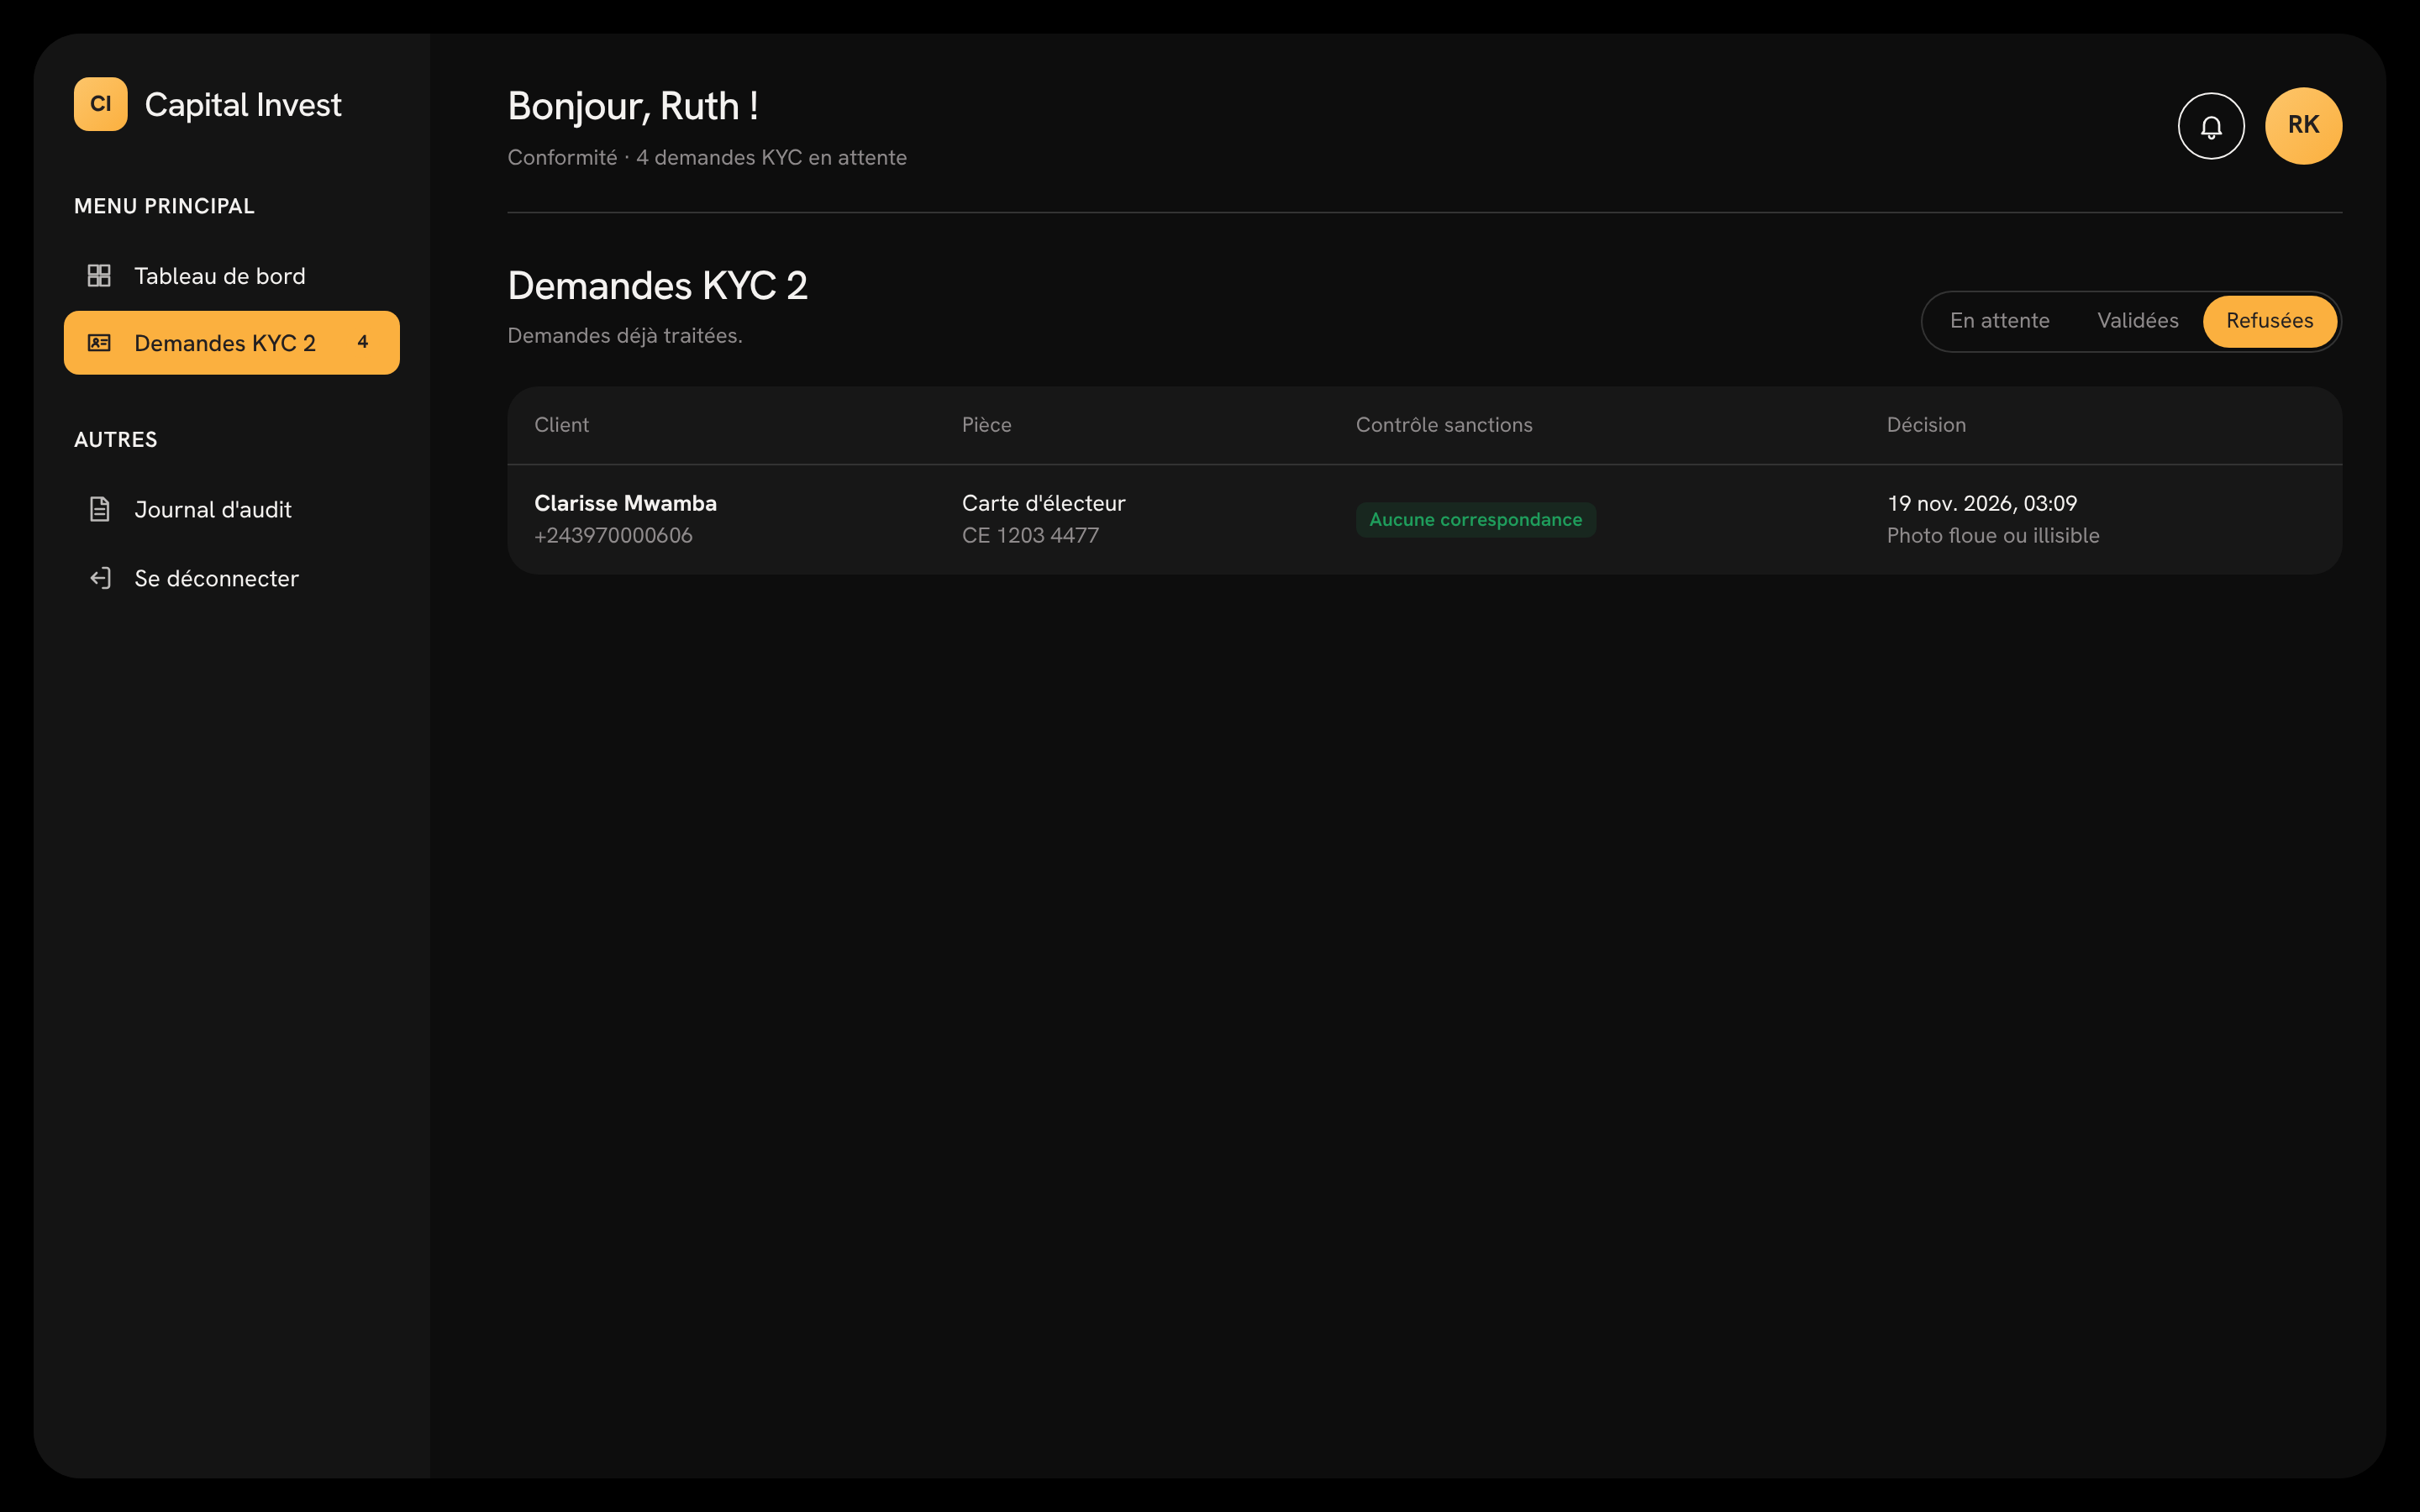 CI Capital Invest
MENU PRINCIPAL
Tableau de bord
Demandes KYC 2 4
AUTRES
Journal d'audit
Se déconnecter
Bonjour, Ruth !
Conformité · 4 demandes KYC en attente
RK
Demandes KYC 2
Demandes déjà traitées.
En attente Validées Refusées
Client Pièce Contrôle sanctions Décision
Clarisse Mwamba Carte d'électeur Aucune correspondance 19 nov. 2026, 03:09
+243970000606 CE 1203 4477 Photo floue ou illisible